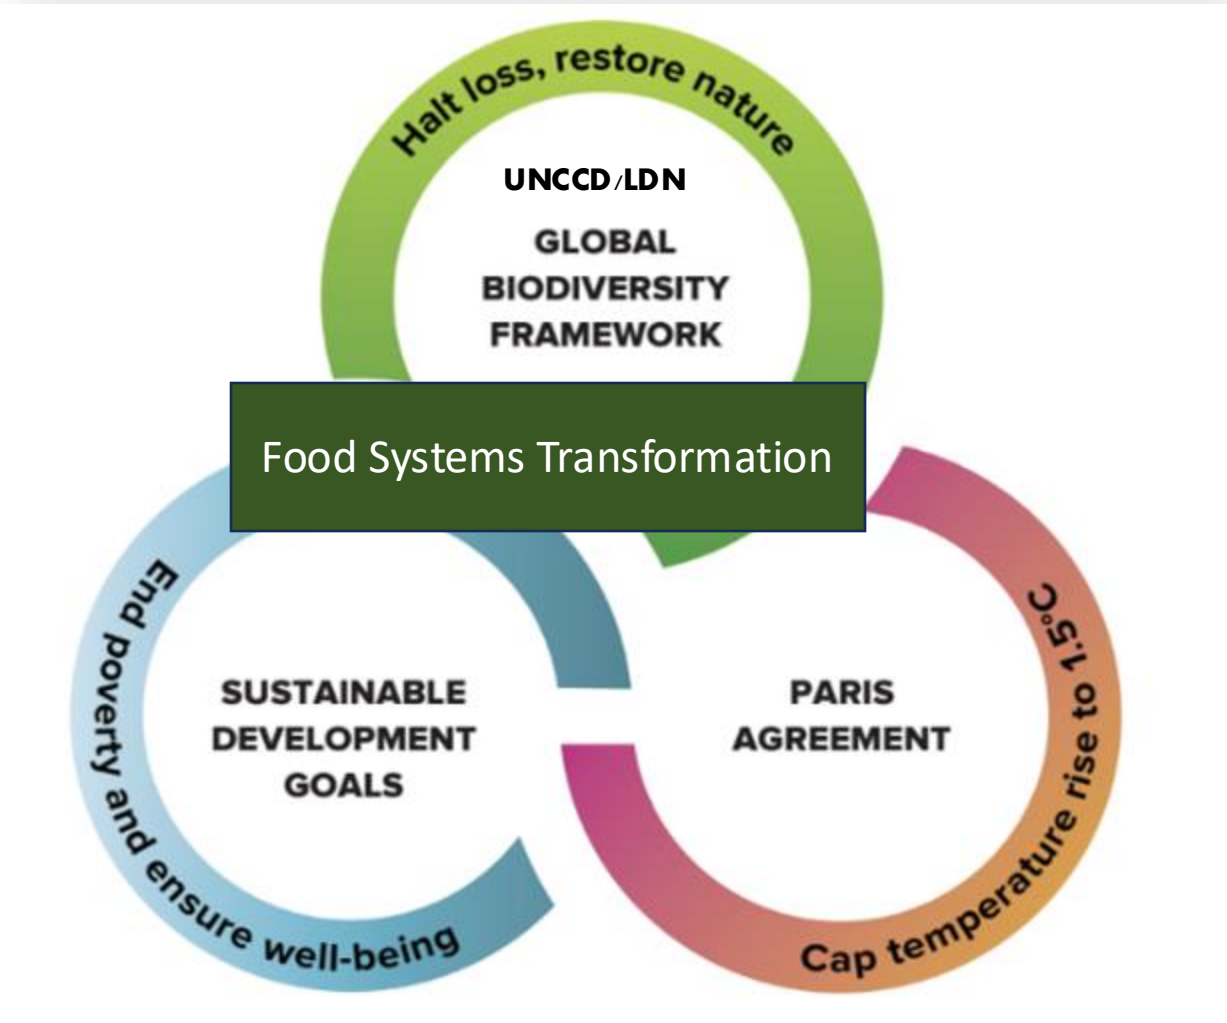 Halt loss, restore nature
UNCCD/LDN
GLOBAL
BIODIVERSITY
FRAMEWORK
Food Systems Transformation
End poverty and ensure well-being
SUSTAINABLE
DEVELOPMENT
GOALS
PARIS
AGREEMENT
Cap temperature rise to 1.5°C